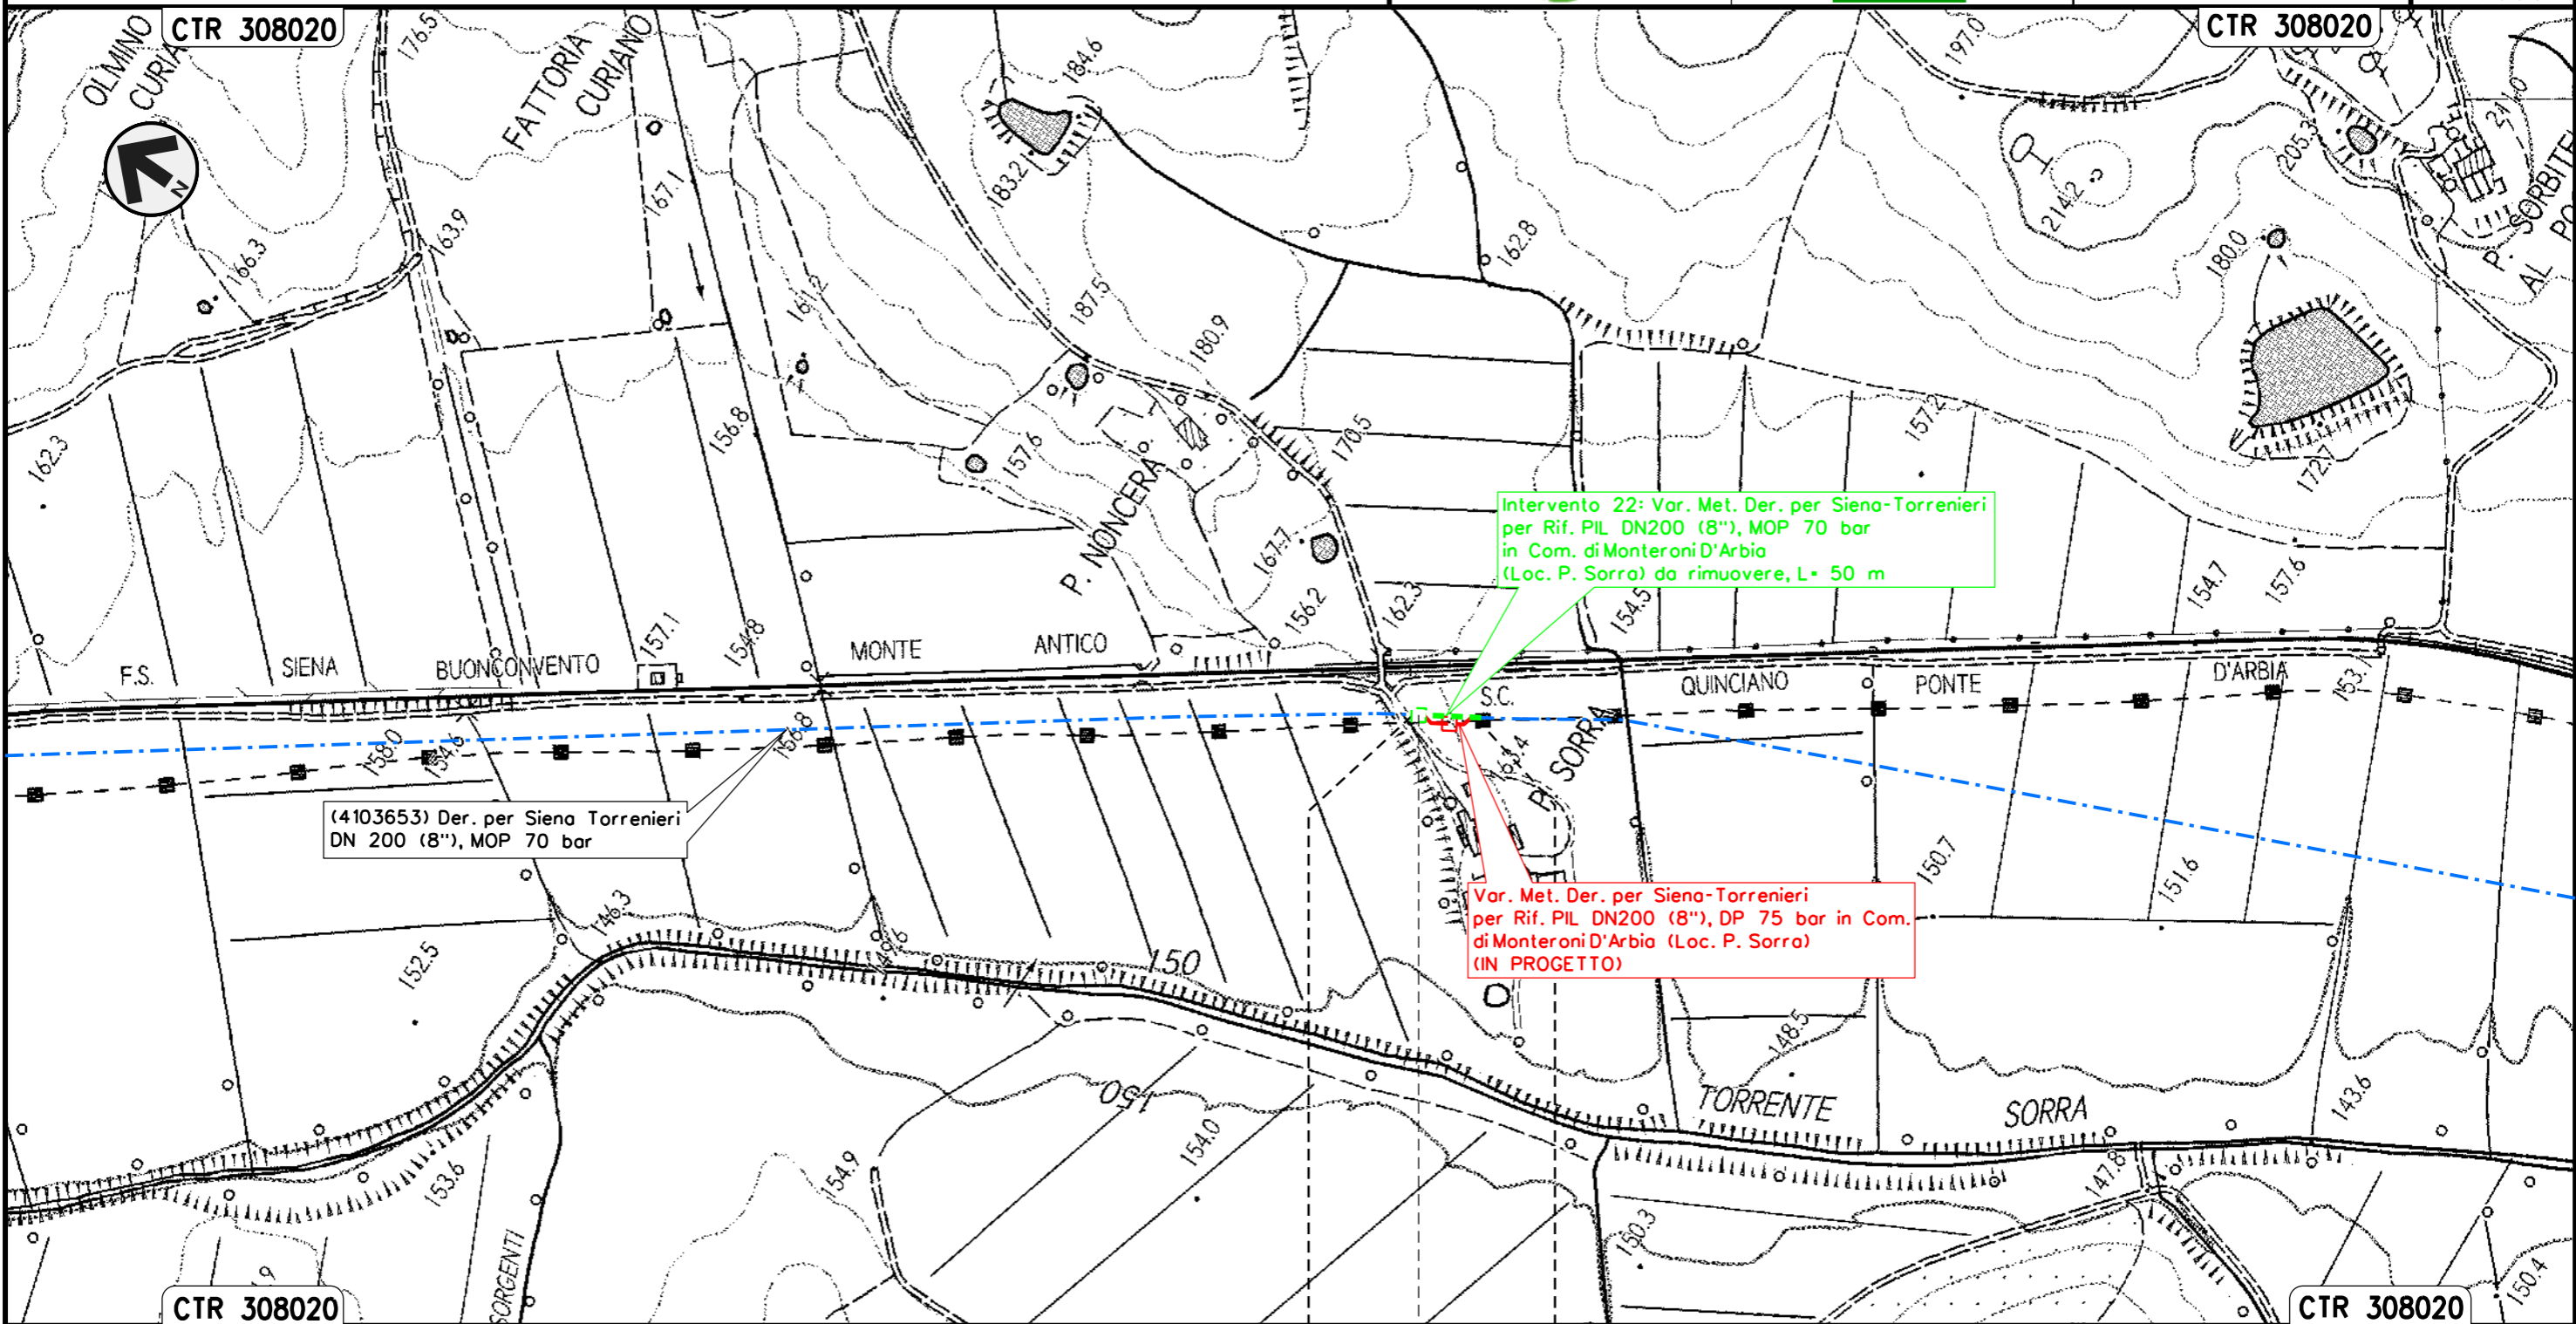 CTR 308020
CTR 308020
OLMINO
176.5
FATTORIA
CURIANO
184.6
197.0
241.0
205.3
183.2
167.1
214.2
166.3
163.9
162.8
180.0
P.
AL
161.2
187.5
180.9
162.3
156.8
157.6
170.5
157.2
172.7
P. NONCERA
167.7
Intervento 22: Var. Met. Der. per Siena-Torrenieri
per Rif. PIL DN200 (8"), MOP 70 bar
in Com. di Monteroni D'Arbia
(Loc. P. Sorra) da rimuovere, L= 50 m
156.2
162.3
154.5
154.7
157.6
157.1
154.8
F.S.
SIENA
BUONCONVENTO
MONTE
ANTICO
S.C.
QUINCIANO
PONTE
D'ARBIA
153.1
158.0
154.6
156.8
163.4
P. SORRA
(4103653) Der. per Siena Torrenieri
DN 200 (8"), MOP 70 bar
150.7
151.6
Var. Met. Der. per Siena-Torrenieri
per Rif. PIL DN200 (8"), DP 75 bar in Com.
di Monteroni D'Arbia (Loc. P. Sorra)
(IN PROGETTO)
146.3
152.5
150
148.5
150
154.0
TORRENTE
SORRA
143.6
153.6
154.9
147.8
150.3
150.4
SORGENTI
CTR 308020
CTR 308020